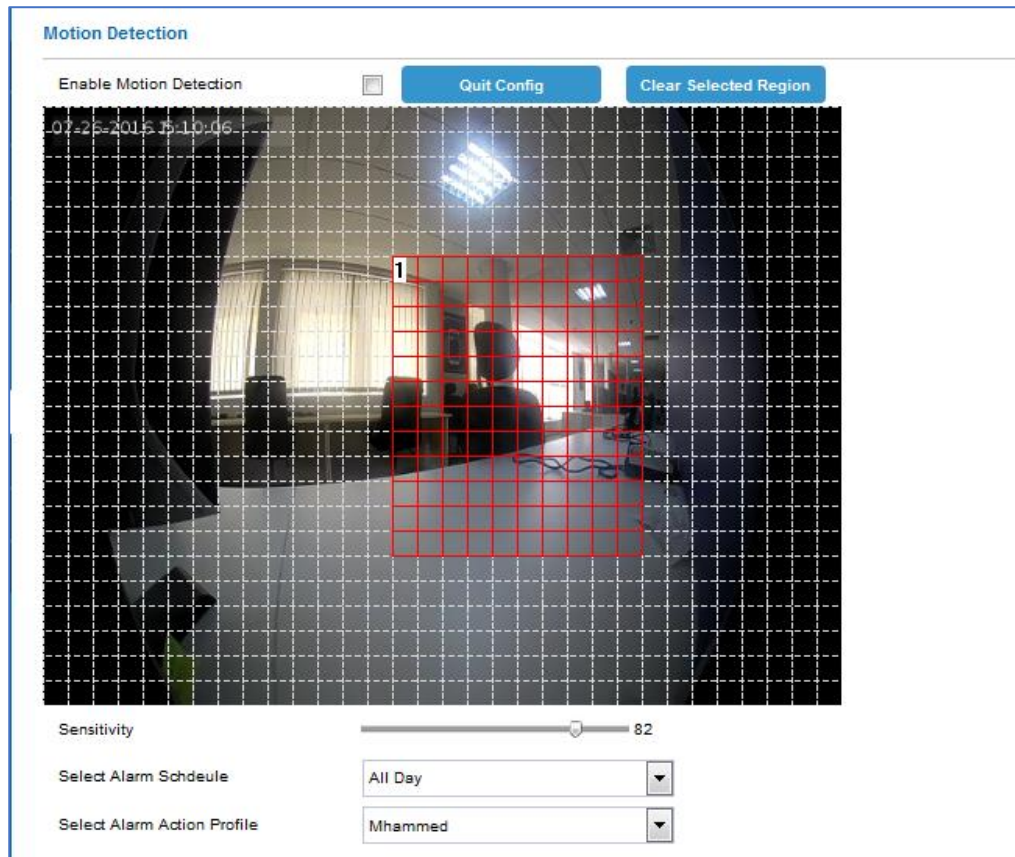 Motion Detection
Enable Motion Detection
Quit Config
Clear Selected Region
07-26-2016 15:10:06
1
Sensitivity
82
Select Alarm Schdeule
All Day
Select Alarm Action Profile
Mhammed